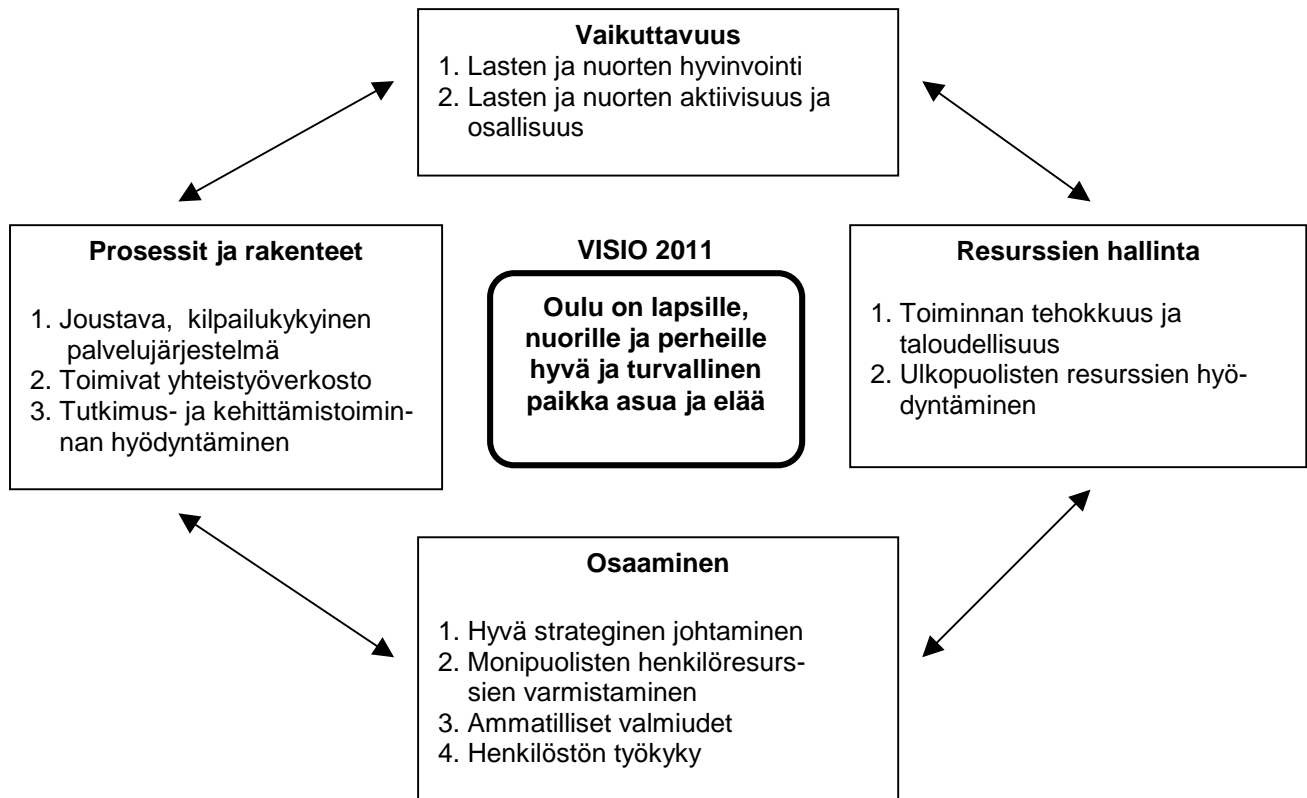 Vaikuttavuus
1. Lasten ja nuorten hyvinvointi
2. Lasten ja nuorten aktiivisuus ja
osallisuus
Prosessit ja rakenteet
1. Joustava, kilpailukykyinen
palvelujärjestelmä
2. Toimivat yhteistyöverkosto
3. Tutkimus- ja kehittämistoimin-
nan hyödyntäminen
VISIO 2011
Oulu on lapsille,
nuorille ja perheille
hyvä ja turvallinen
paikka asua ja elää
Resurssien hallinta
1. Toiminnan tehokkuus ja
taloudellisuus
2. Ulkopuolisten resurssien hyö-
dyntäminen
Osaaminen
1. Hyvä strateginen johtaminen
2. Monipuolisten henkilöresurs-
sien varmistaminen
3. Ammatilliset valmiudet
4. Henkilöstön työkyky